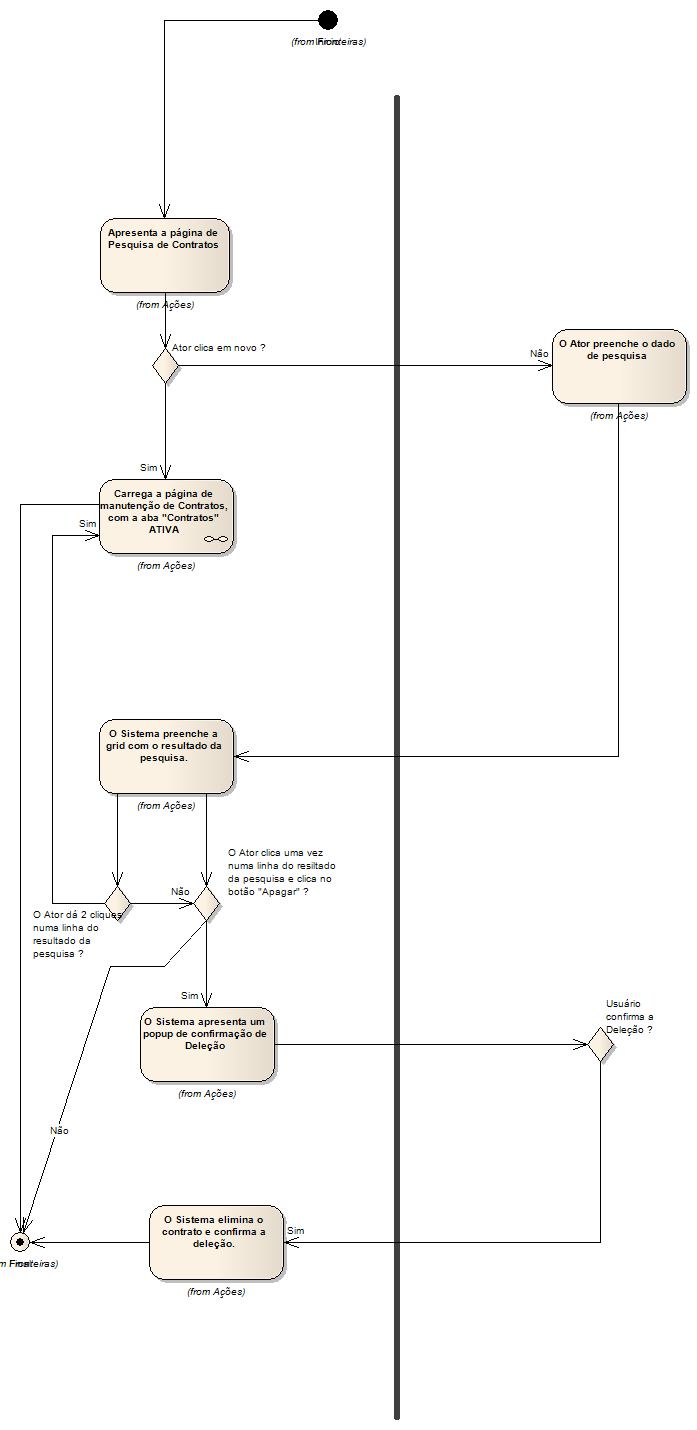 (from Fronteiras)
Apresenta a página de
Pesquisa de Contratos
(from Ações)
Ator clica em novo ?
Não
O Ator preenche o dado
de pesquisa
(from Ações)
Sim
Carrega a página de
manutenção de Contratos,
com a aba "Contratos"
ATIVA
Sim
(from Ações)
O Sistema preenche a
grid com o resultado da
pesquisa.
(from Ações)
O Ator clica uma vez
numa linha do resiltado
da pesquisa e clica no
botão "Apagar" ?
Não
O Ator dá 2 cliques
numa linha do
resultado da
pesquisa ?
Sim
O Sistema apresenta um
popup de confirmação de
Deleção
(from Ações)
Usuário
confirma a
Deleção ?
Não
O Sistema elimina o
contrato e confirma a
deleção.
Sim
(from Ações)